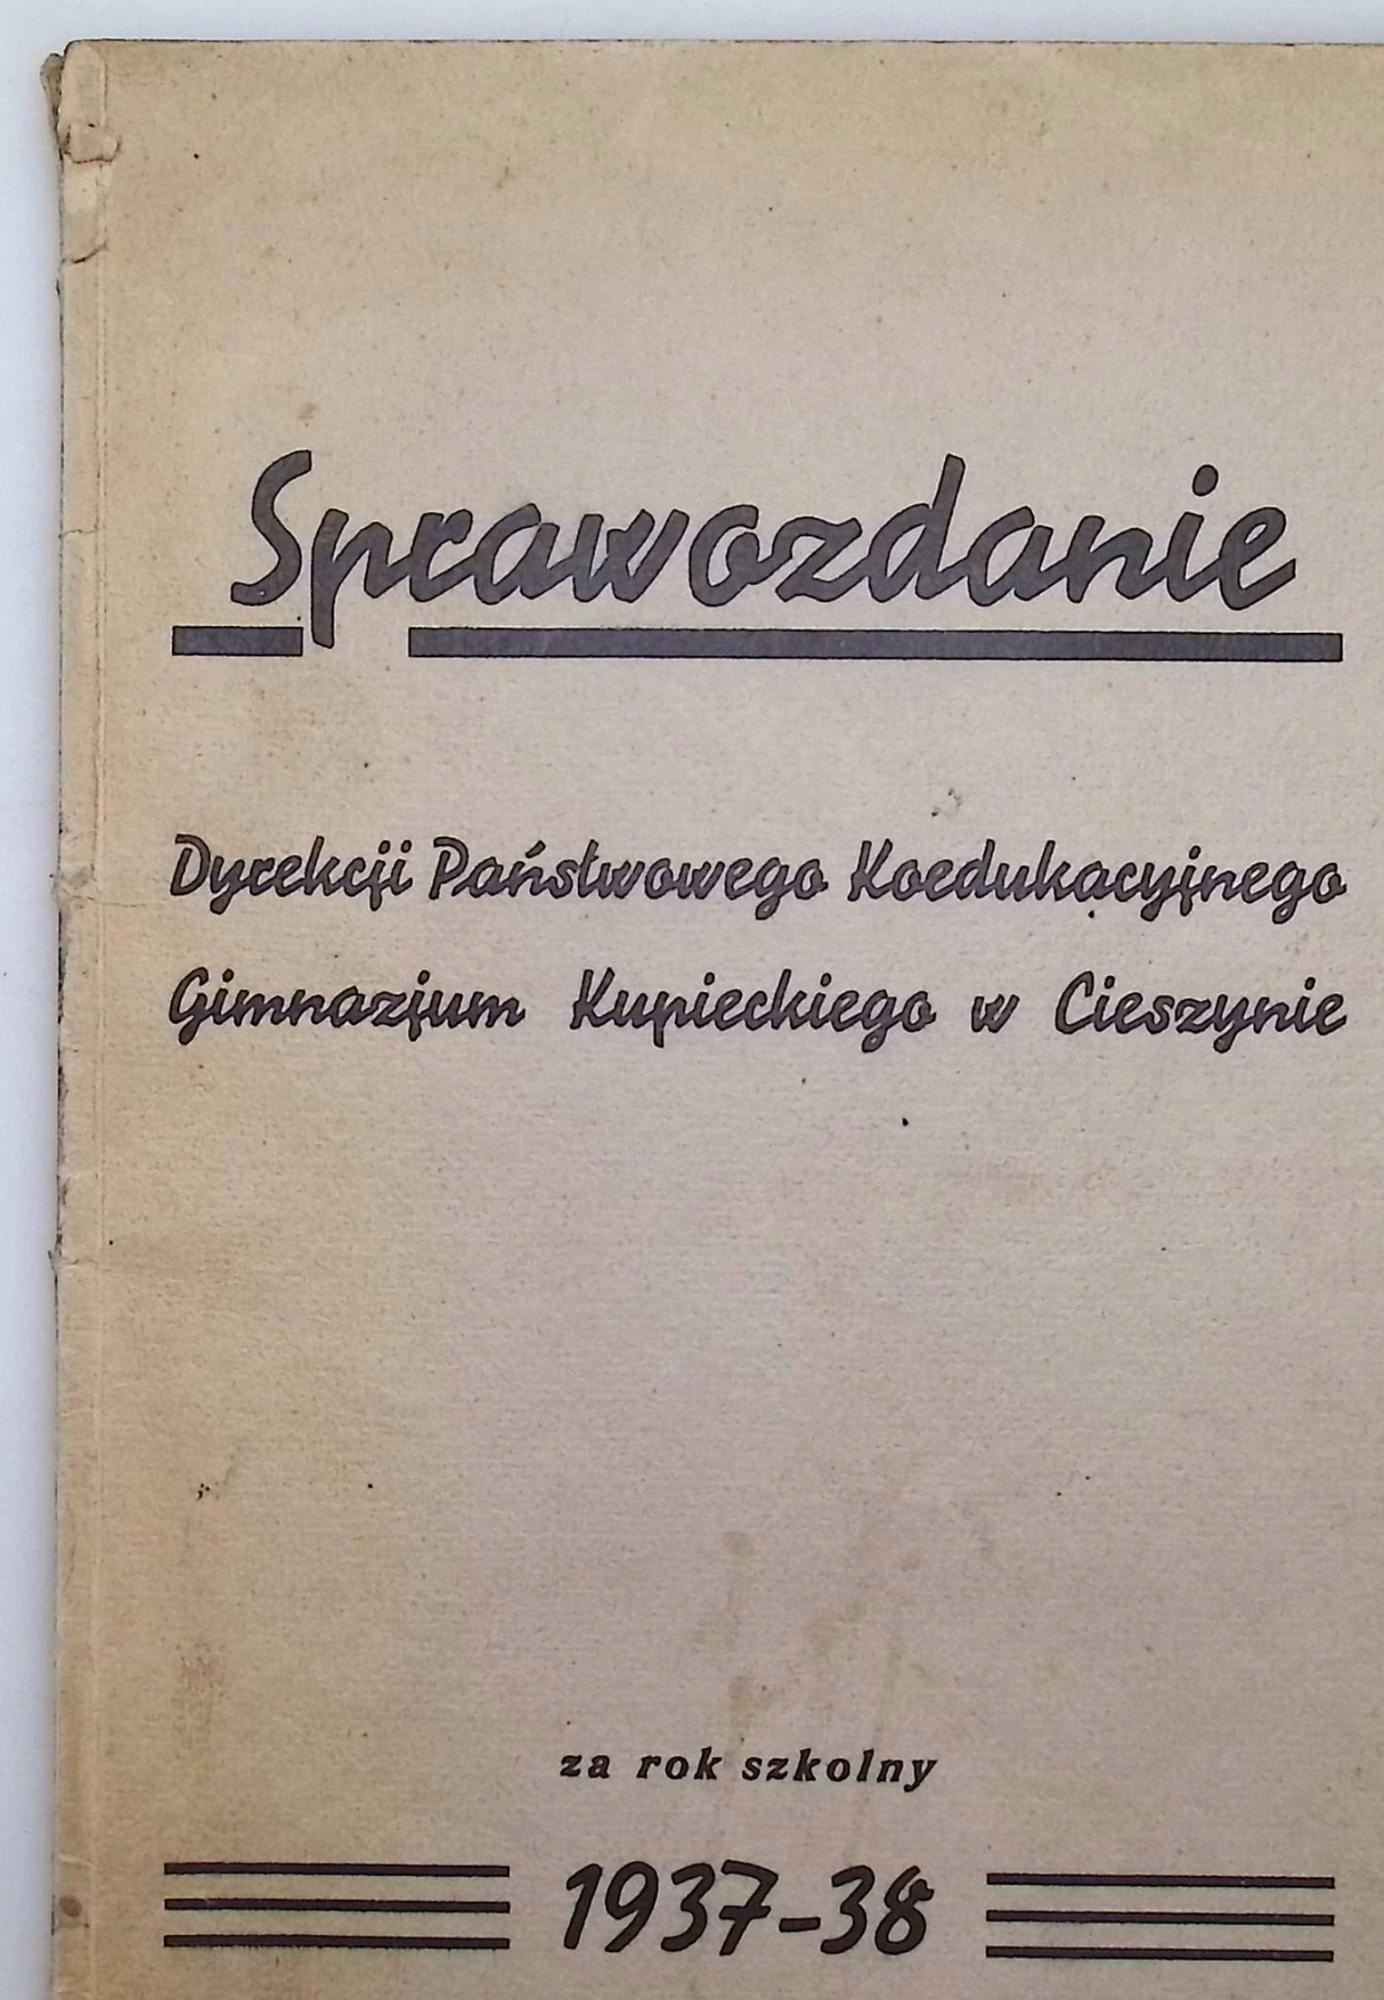 Sprawozdanie
Dyrekcji Państwowego Koedukacyjnego
Gimnazjum Kupieckiego w Cieszynie
za rok szkolny
1937-38